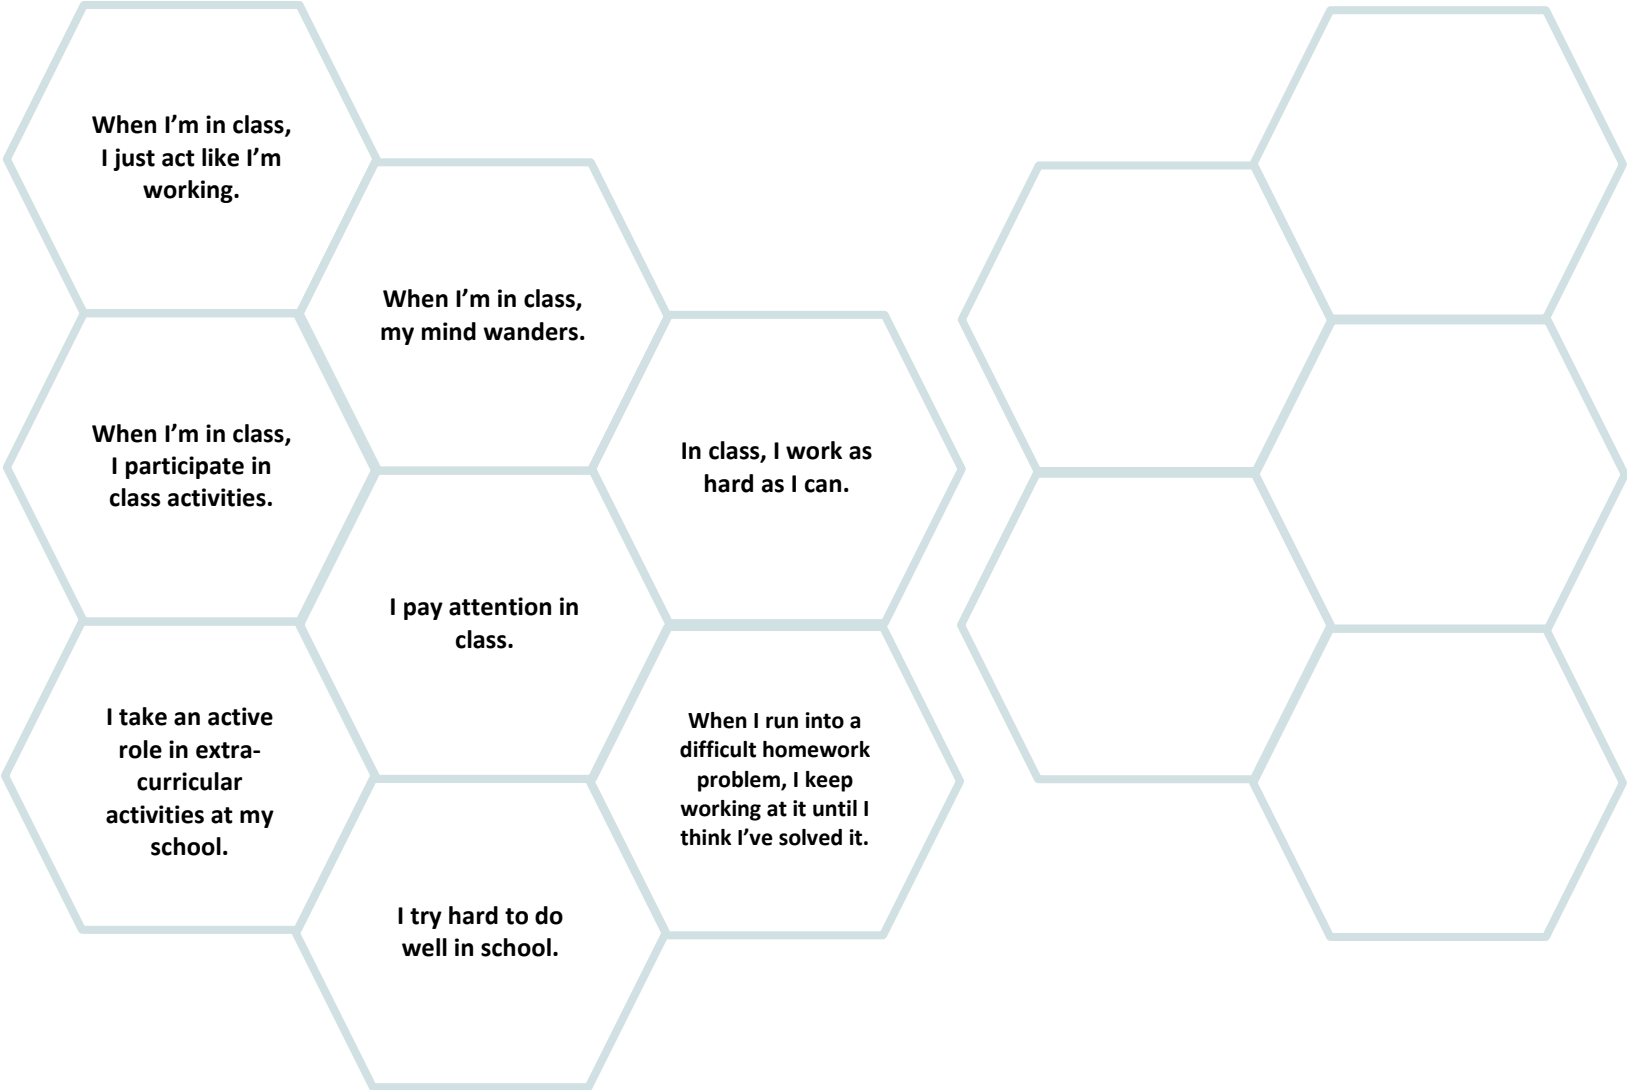 When I’m in class,
I just act like I’m
working.
When I’m in class,
my mind wanders.
When I’m in class,
I participate in
class activities.
In class, I work as
hard as I can.
I pay attention in
class.
I take an active
role in extra-
curricular
activities at my
school.
When I run into a
difficult homework
problem, I keep
working at it until I
think I’ve solved it.
I try hard to do
well in school.